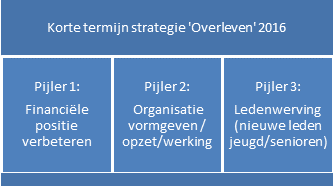 Korte termijn strategie 'Overleven' 2016
Pijler 1:
Financiële
positie
verbeteren
Pijler 2:
Organisatie
vormgeven /
opzet/werking
Pijler 3:
Ledenwerving
(nieuwe leden
jeugd/senioren)